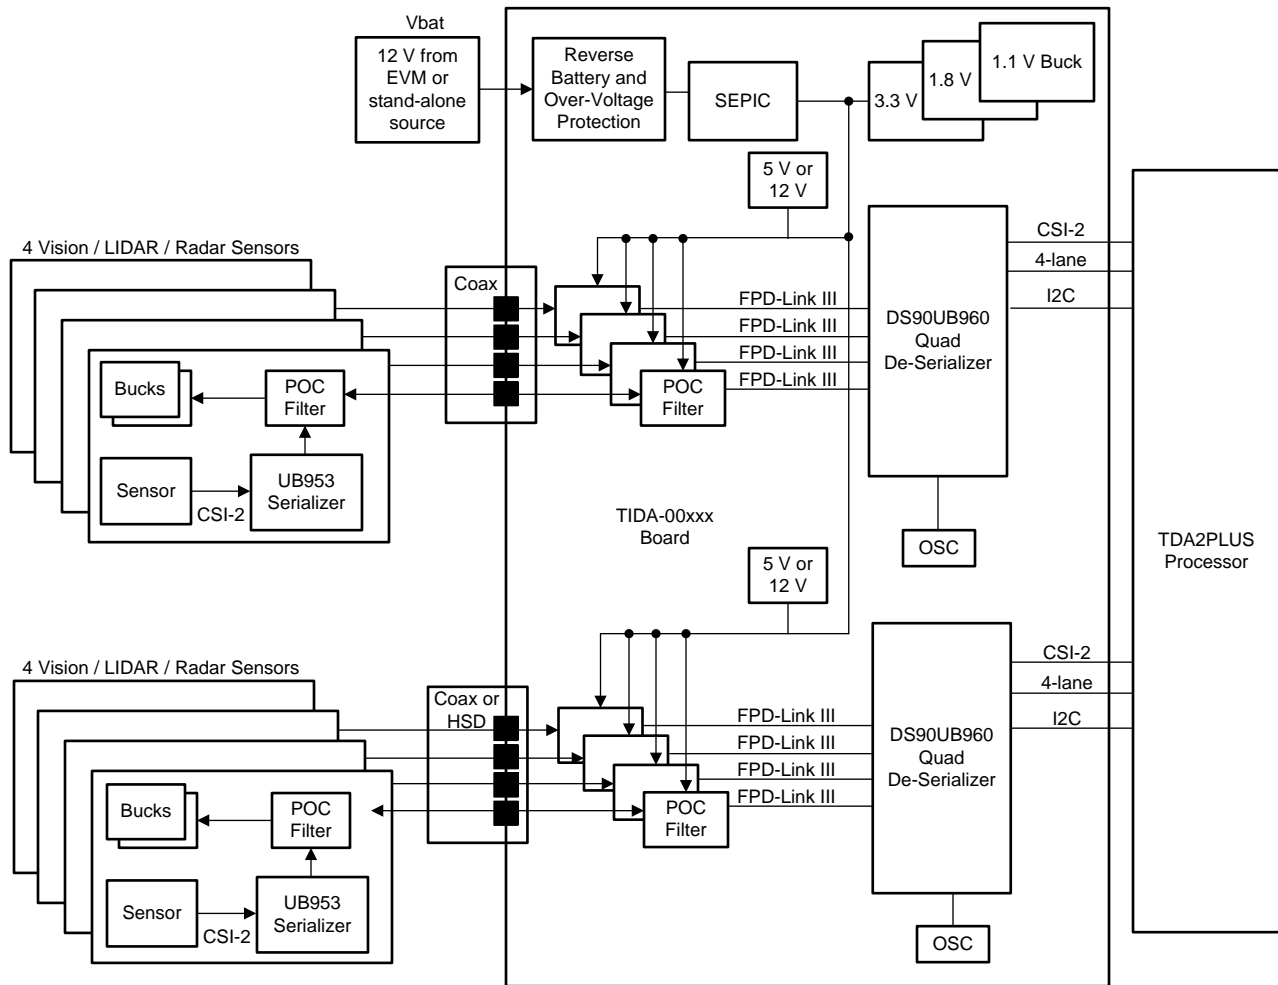 Vbat
12 V from
EVM or
stand-alone
source
Reverse
Battery and
Over-Voltage
Protection
SEPIC
3.3 V
1.8 V
1.1 V Buck
5 V or
12 V
4 Vision / LIDAR / Radar Sensors
Coax
Bucks
POC
Filter
Sensor
CSI-2
UB953
Serializer
FPD-Link III
FPD-Link III
FPD-Link III
FPD-Link III
POC
Filter
DS90UB960
Quad
De-Serializer
CSI-2
4-lane
I2C
OSC
TIDA-00xxx
Board
TDA2PLUS
Processor
5 V or
12 V
4 Vision / LIDAR / Radar Sensors
Coax or
HSD
Bucks
POC
Filter
Sensor
CSI-2
UB953
Serializer
FPD-Link III
FPD-Link III
FPD-Link III
FPD-Link III
POC
Filter
DS90UB960
Quad
De-Serializer
CSI-2
4-lane
I2C
OSC